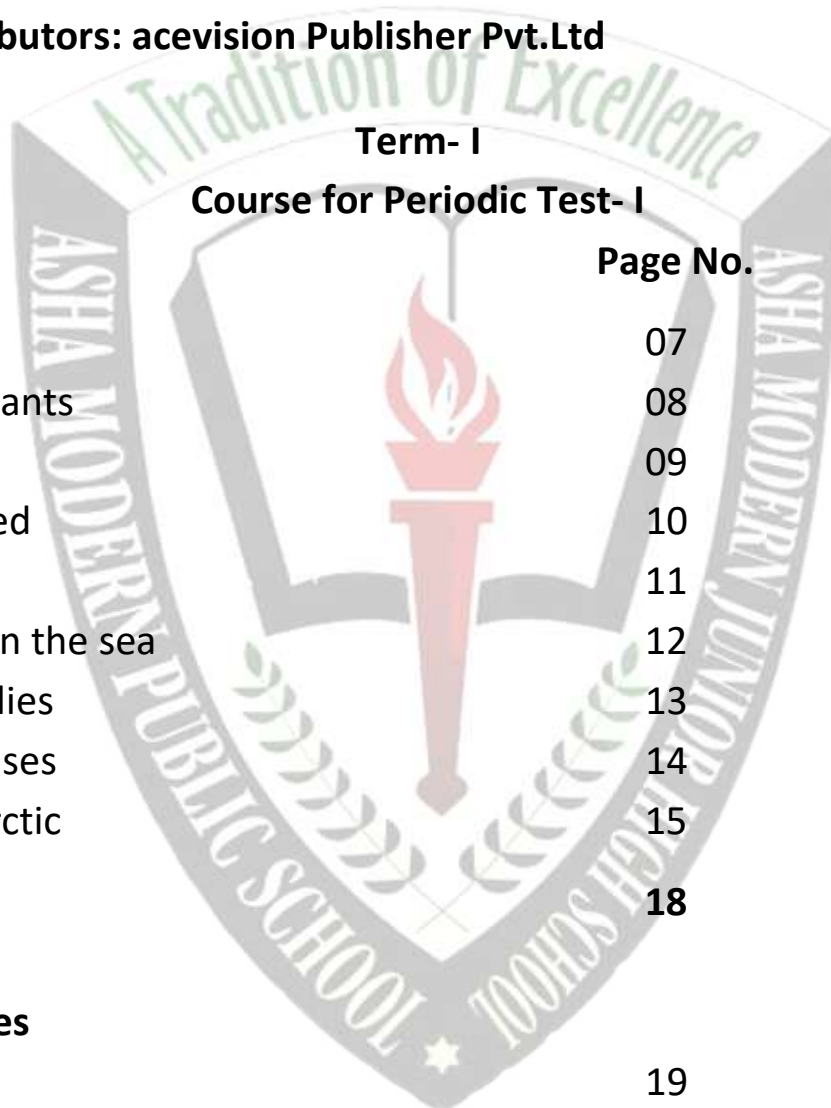 butors: acevision Publisher Pvt.Ltd
A Tradition of Excellence
Term- I
Course for Periodic Test- I
Page No.
07
ants 08
09
ed 10
11
n the sea 12
lies 13
ses 14
rctic 15
18
es
19
ASHA MODERN PUBLIC SCHOOL
ASHA MODERN JUNIOR HIGH SCHOOL